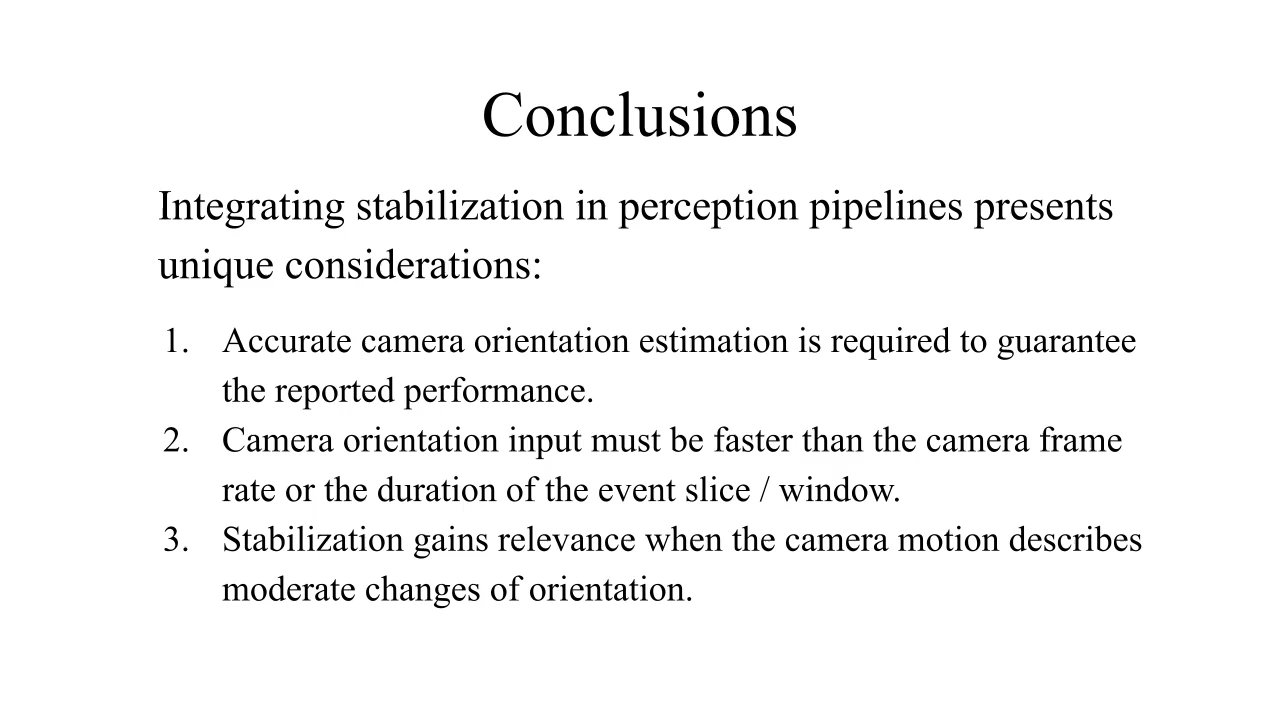 Conclusions
Integrating stabilization in perception pipelines presents
unique considerations:
1. Accurate camera orientation estimation is required to guarantee
the reported performance.
2. Camera orientation input must be faster than the camera frame
rate or the duration of the event slice / window.
3. Stabilization gains relevance when the camera motion describes
moderate changes of orientation.